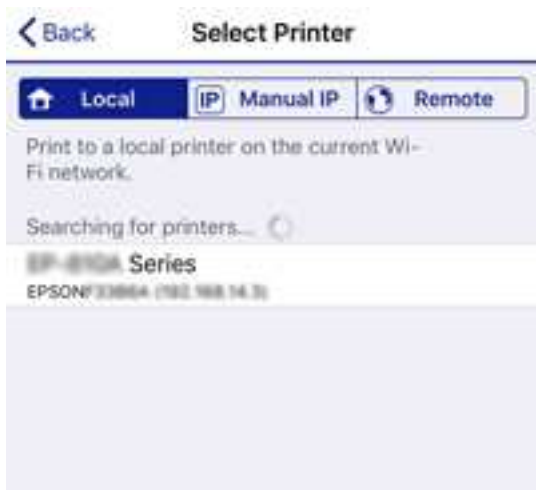 Back Select Printer
Local IP Manual IP Remote
Print to a local printer on the current Wi-
Fi network.
Searching for printers...
Series
EPSON